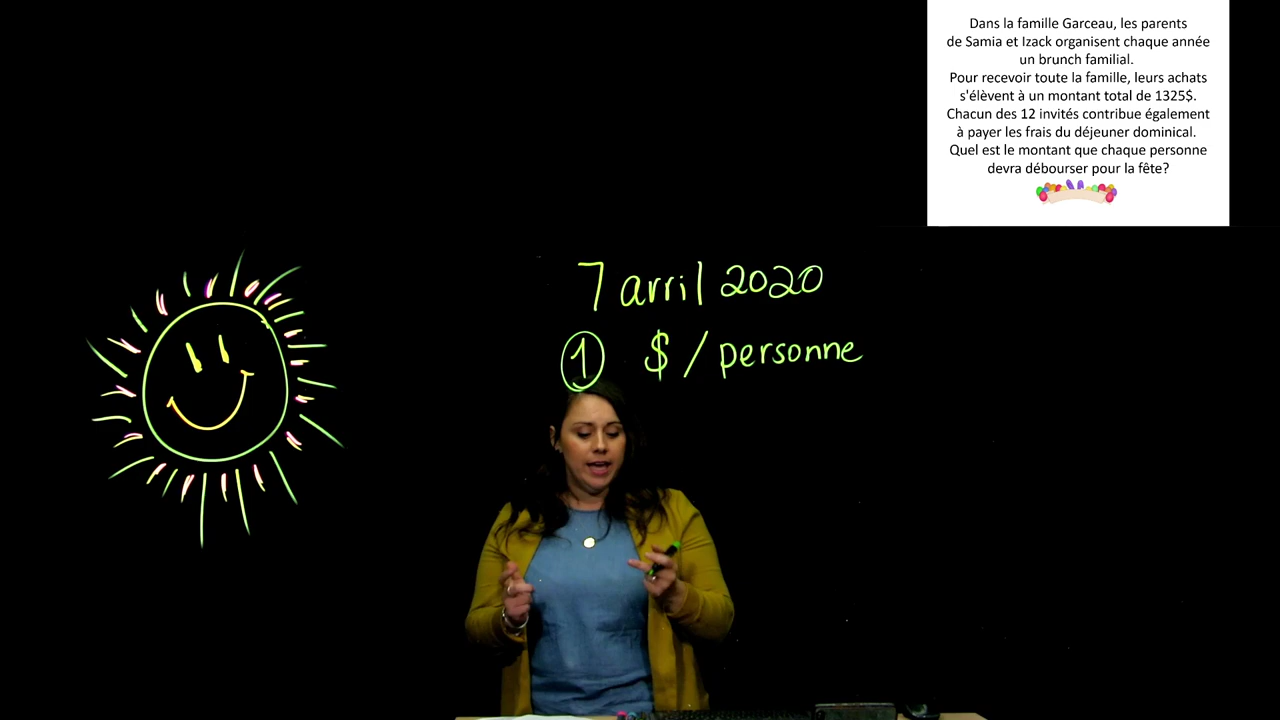 Dans la famille Garceau, les parents
de Samia et Izack organisent chaque année
un brunch familial.
Pour recevoir toute la famille, leurs achats
s'élèvent à un montant total de 1325$.
Chacun des 12 invités contribue également
à payer les frais du déjeuner dominical.
Quel est le montant que chaque personne
devra débourser pour la fête?
7 avril 2020
1 $ / personne